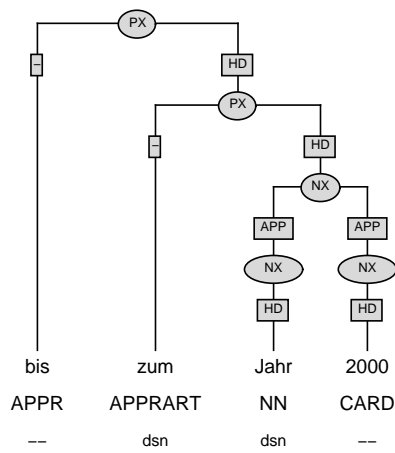 PX
– HD
PX
– HD
NX
APP APP
NX NX
HD HD
bis zum Jahr 2000
APPR APPRART NN CARD
–– dsn dsn ––